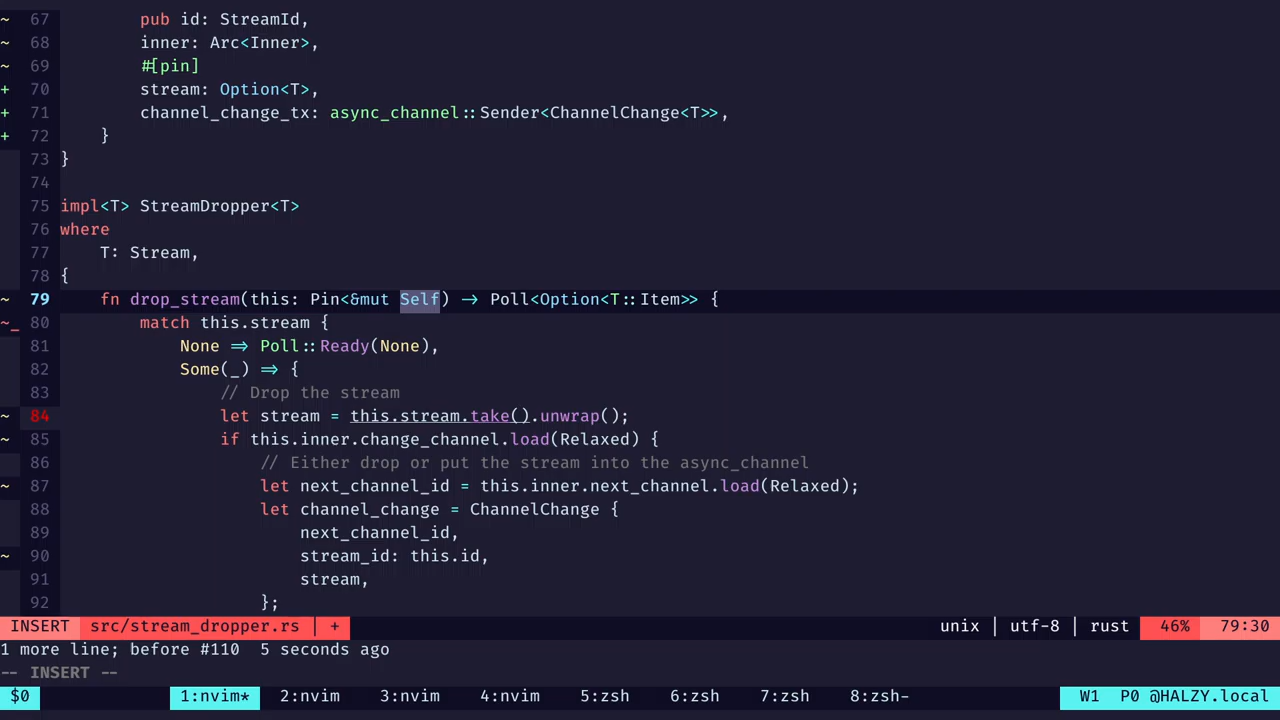 ~ 67         pub id: StreamId,
~ 68         inner: Arc<Inner>,
~ 69         #[pin]
+ 70         stream: Option<T>,
+ 71         channel_change_tx: async_channel::Sender<ChannelChange<T>>,
+ 72     }
73 }
74
75 impl<T> StreamDropper<T>
76 where
77     T: Stream,
78 {
~ 79     fn drop_stream(this: Pin<&mut Self) -> Poll<Option<T::Item>> {
~_ 80         match this.stream {
81             None => Poll::Ready(None),
82             Some(_) => {
83                 // Drop the stream
~ 84                 let stream = this.stream.take().unwrap();
~ 85                 if this.inner.change_channel.load(Relaxed) {
86                     // Either drop or put the stream into the async_channel
~ 87                     let next_channel_id = this.inner.next_channel.load(Relaxed);
88                     let channel_change = ChannelChange {
89                         next_channel_id,
~ 90                         stream_id: this.id,
91                         stream,
92                     };
INSERT src/stream_dropper.rs | + unix | utf-8 | rust 46% 79:30
1 more line; before #110  5 seconds ago
-- INSERT --
$0 1:nvim* 2:nvim 3:nvim 4:nvim 5:zsh 6:zsh 7:zsh 8:zsh- W1 P0 @HALZY.local